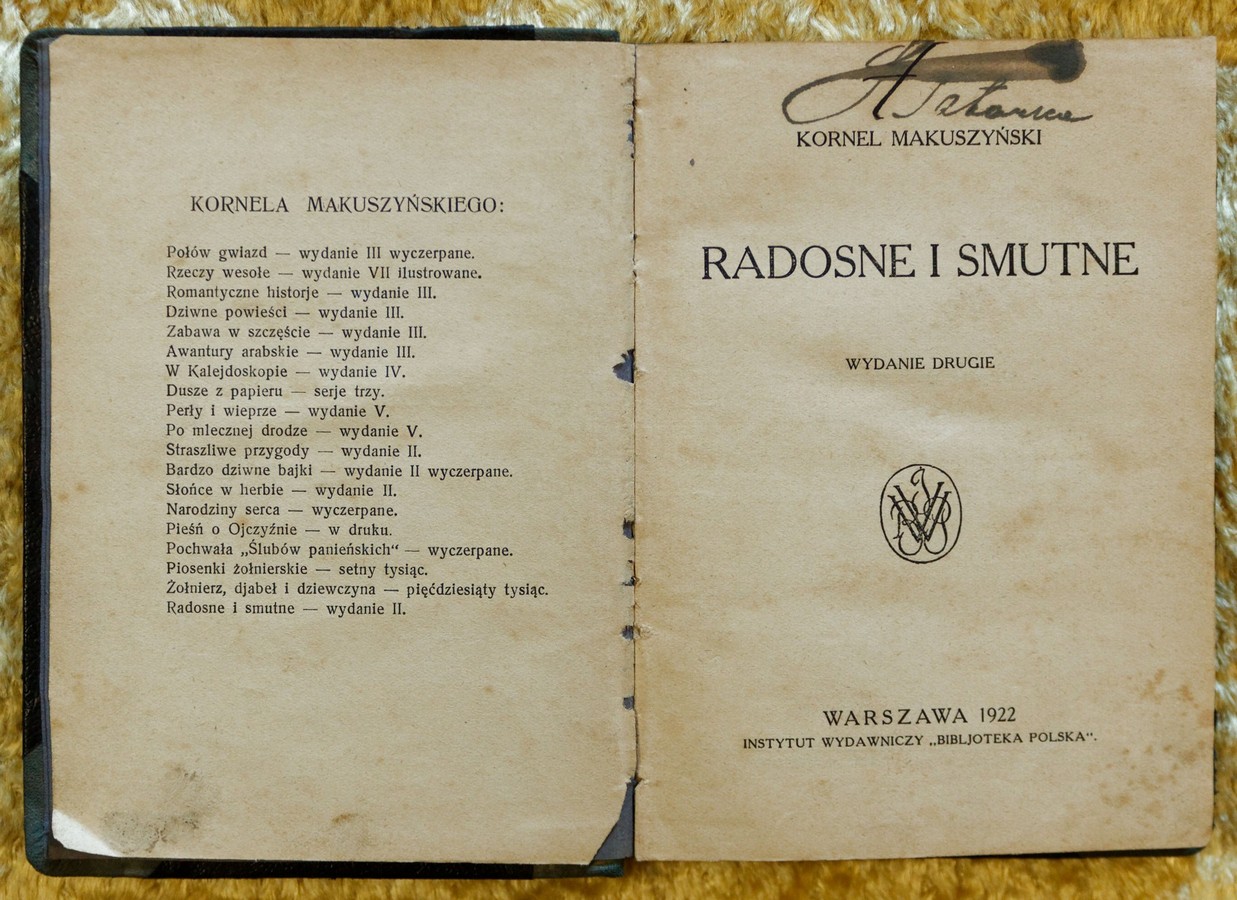 KORNELA MAKUSZYŃSKIEGO:
Połów gwiazd — wydanie III wyczerpane.
Rzeczy wesołe — wydanie VII ilustrowane.
Romantyczne historje — wydanie III.
Dziwne powieści — wydanie III.
Zabawa w szczęście — wydanie III.
Awantury arabskie — wydanie III.
W Kalejdoskopie — wydanie IV.
Dusze z papieru — serje trzy.
Perły i wieprze — wydanie V.
Po mlecznej drodze — wydanie V.
Straszliwe przygody — wydanie II.
Bardzo dziwne bajki — wydanie II wyczerpane.
Słońce w herbie — wydanie II.
Narodziny serca — wyczerpane.
Pieśń o Ojczyźnie — w druku.
Pochwała „Ślubów panieńskich“ — wyczerpane.
Piosenki żołnierskie — setny tysiąc.
Żołnierz, djabeł i dziewczyna — pięćdziesiąty tysiąc.
Radosne i smutne — wydanie II.
KORNEL MAKUSZYŃSKI
RADOSNE I SMUTNE
WYDANIE DRUGIE
WARSZAWA 1922
INSTYTUT WYDAWNICZY „BIBLJOTEKA POLSKA“.